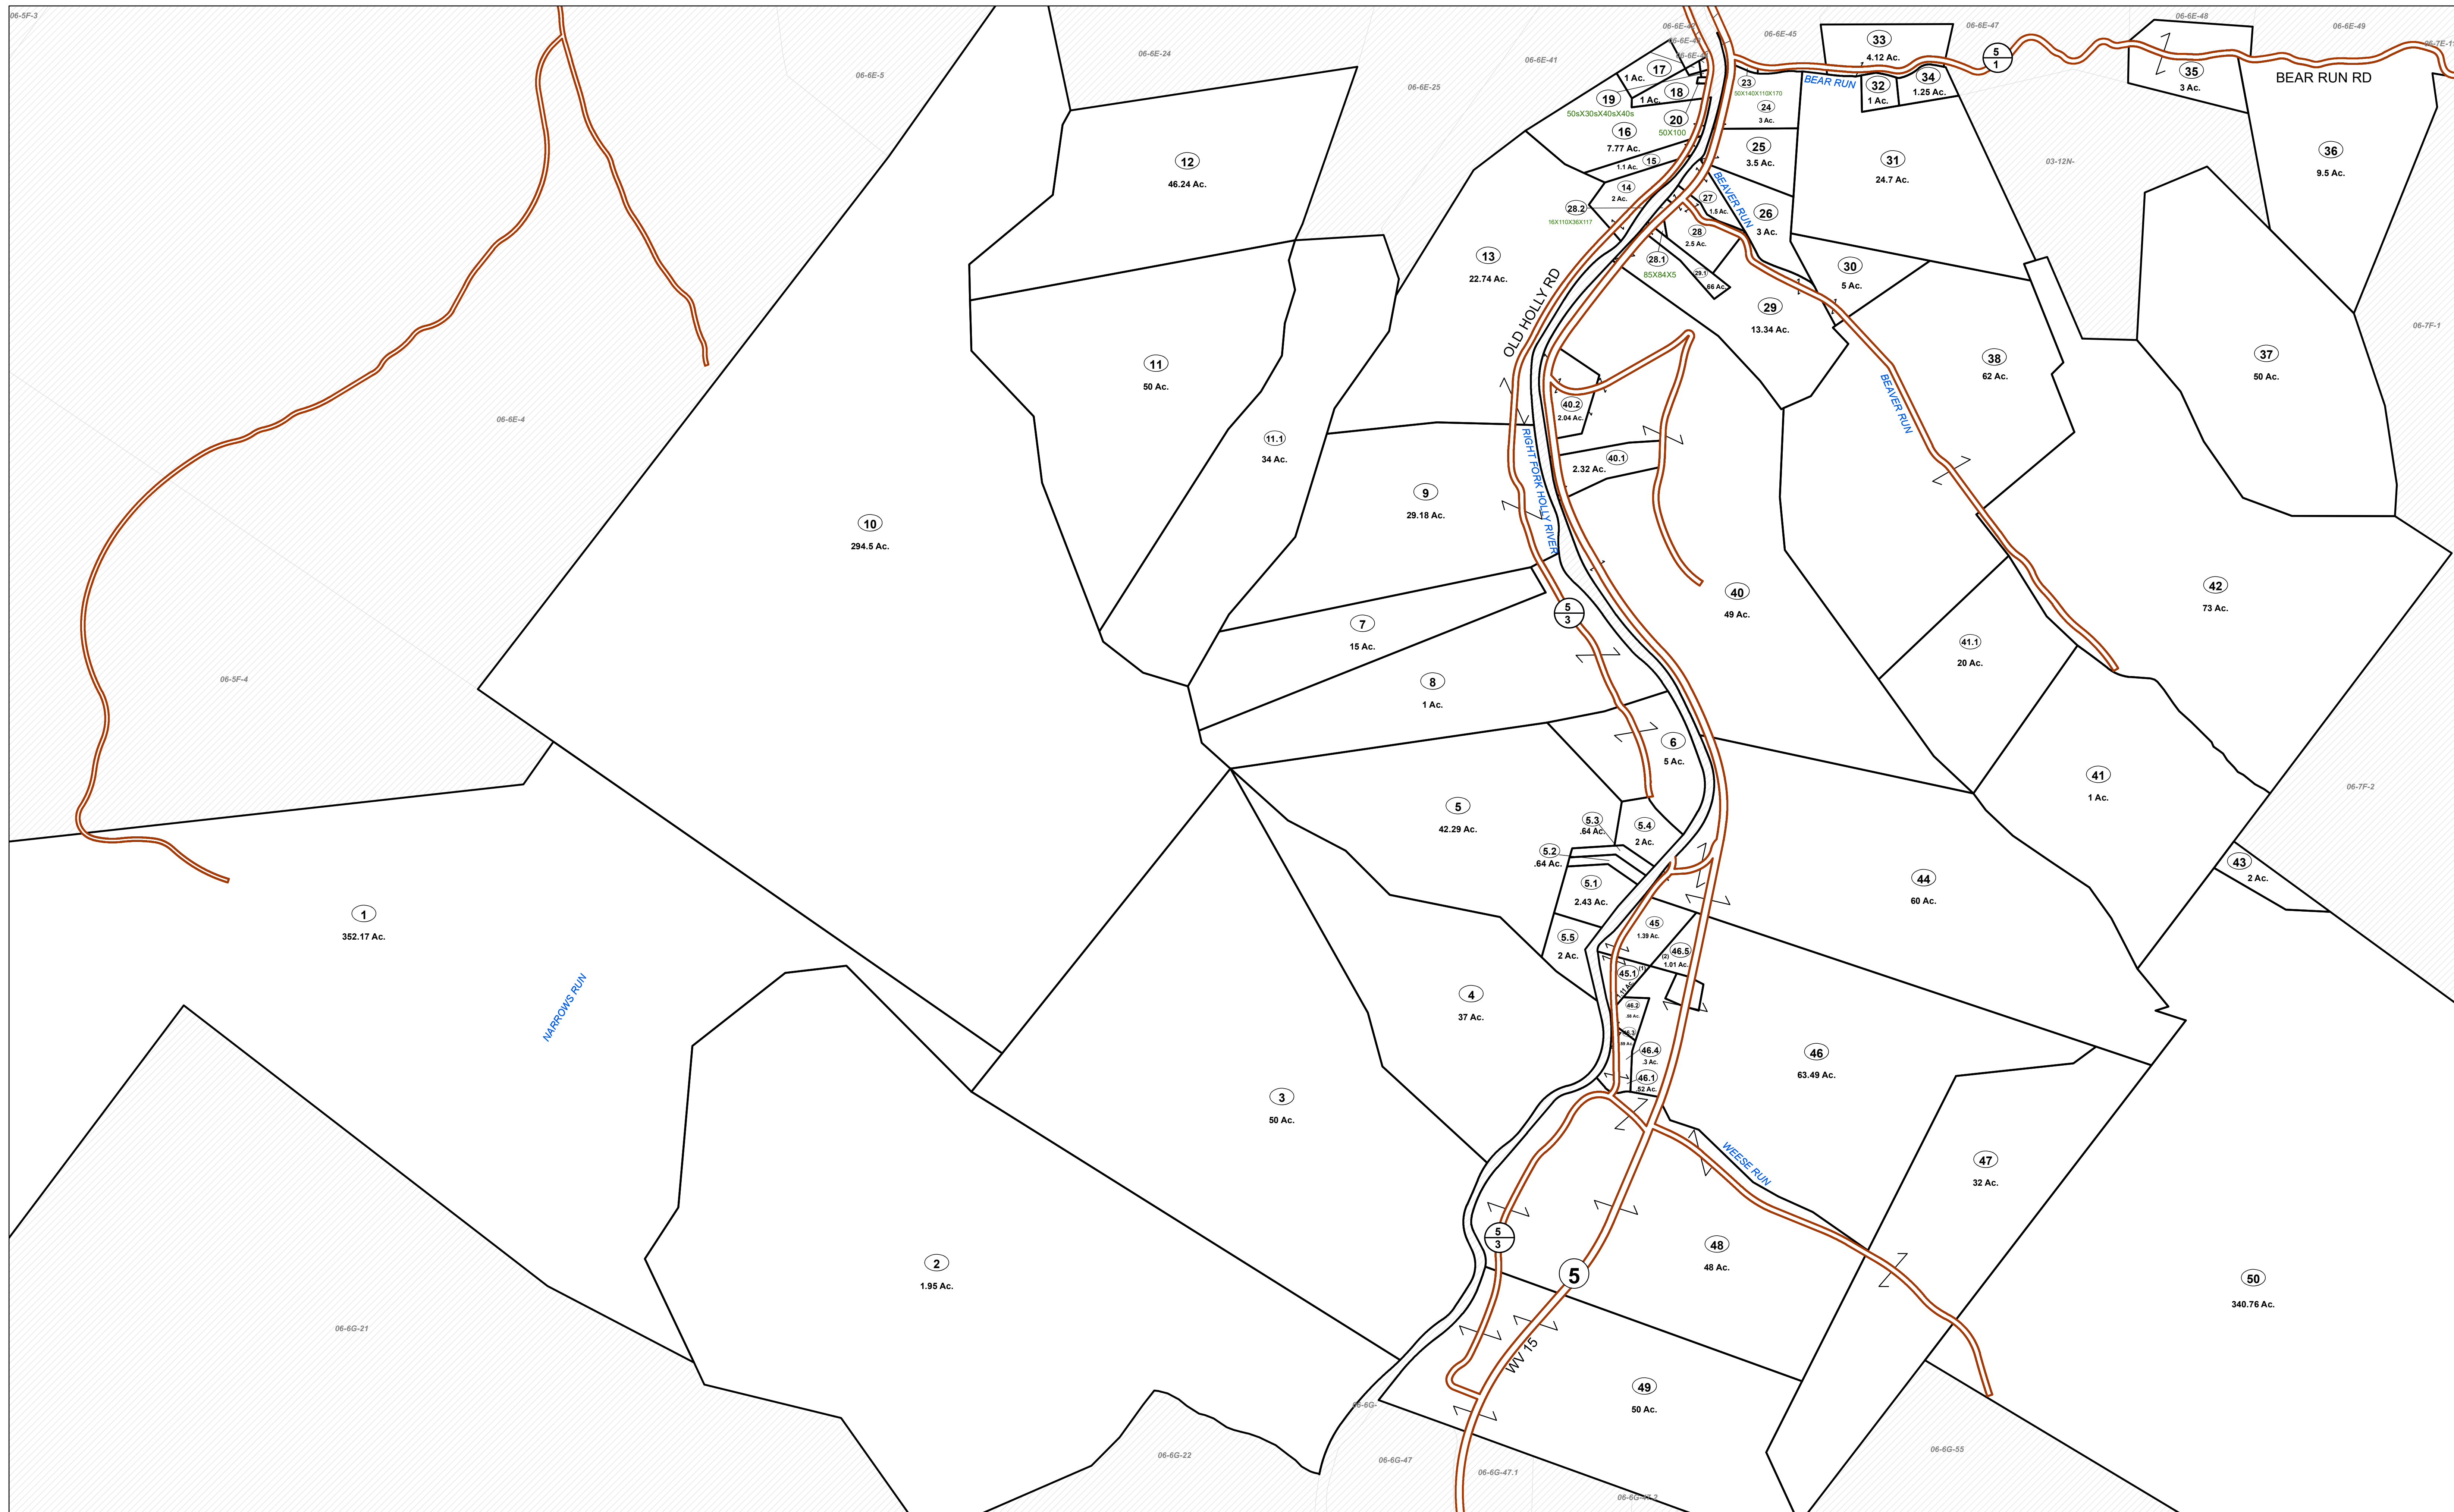 06-5F-3
06-6E-5
06-6E-24
06-6E-25
06-6E-41
06-6E-45
06-6E-47
06-6E-48
06-6E-49
03-12N-
06-7F-1
06-6E-4
06-5F-4
06-7F-2
06-6G-21
06-6G-22
06-6G-
06-6G-47
06-6G-47.1
06-6G-47.2
06-6G-55
33
4.12 Ac.
5
1
BEAR RUN RD
BEAR RUN
35
3 Ac.
34
1.25 Ac.
32
1 Ac.
17
1 Ac.
18
1 Ac.
19
50sX30sX40sX40s
20
50X100
23
50X140X110X170
24
3 Ac.
16
7.77 Ac.
15
1.1 Ac.
25
3.5 Ac.
31
24.7 Ac.
36
9.5 Ac.
12
46.24 Ac.
14
2 Ac.
28.2
16X110X36X117
27
1.5 Ac.
BEAVER RUN
26
3 Ac.
28
2.5 Ac.
28.1
85X84X5
29.1
.66 Ac.
13
22.74 Ac.
30
5 Ac.
29
13.34 Ac.
OLD HOLLY RD
11
50 Ac.
38
62 Ac.
37
50 Ac.
BEAVER RUN
40.2
2.04 Ac.
11.1
34 Ac.
40.1
2.32 Ac.
RIGHT FORK HOLLY RIVER
9
29.18 Ac.
10
294.5 Ac.
40
49 Ac.
42
73 Ac.
5
3
7
15 Ac.
41.1
20 Ac.
8
1 Ac.
6
5 Ac.
41
1 Ac.
5
42.29 Ac.
5.3
.64 Ac.
5.4
2 Ac.
5.2
.64 Ac.
5.1
2.43 Ac.
43
2 Ac.
44
60 Ac.
1
352.17 Ac.
45
1.39 Ac.
5.5
2 Ac.
46.5
(2)
1.01 Ac.
45.1
(1)
NARROWS RUN
4
37 Ac.
46.2
46.4
.3 Ac.
46.1
.52 Ac.
46
63.49 Ac.
3
50 Ac.
WEESE RUN
47
32 Ac.
5
3
48
48 Ac.
5
2
1.95 Ac.
50
340.76 Ac.
WV 15
49
50 Ac.